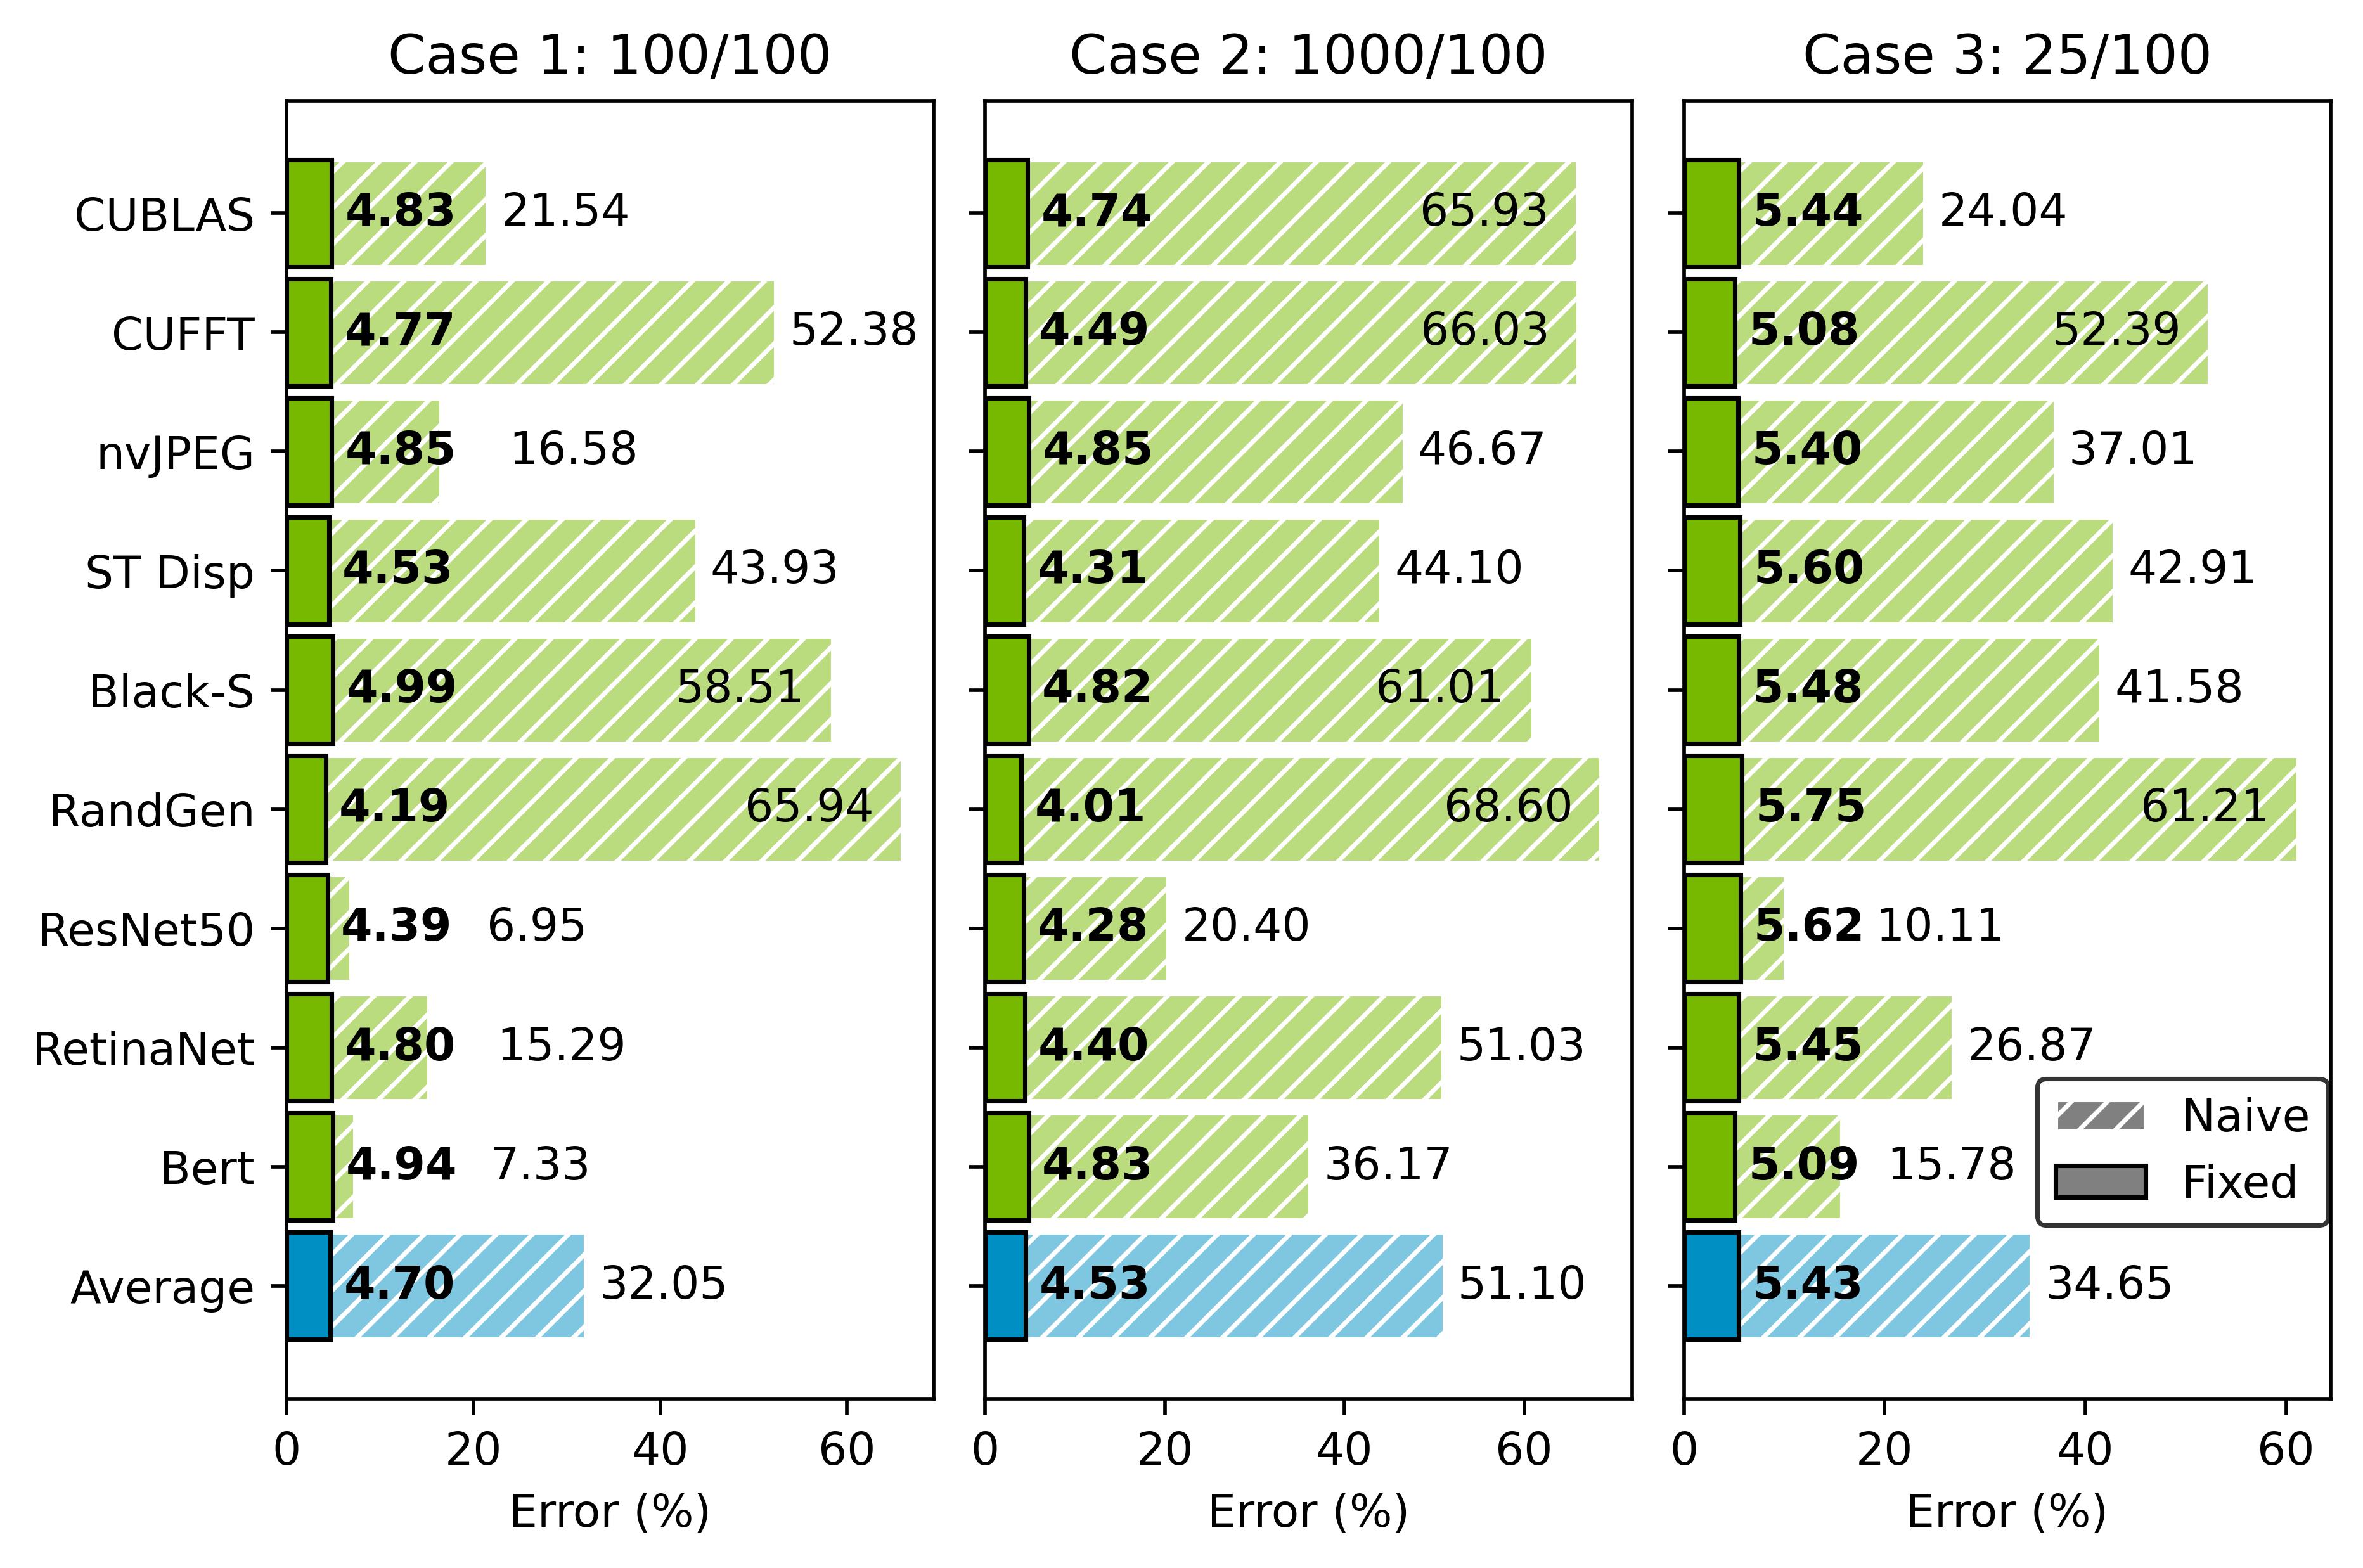 Case 1: 100/100 Case 2: 1000/100 Case 3: 25/100
CUBLAS 4.83 21.54 4.74 65.93 5.44 24.04
CUFFT 4.77 52.38 4.49 66.03 5.08 52.39
nvJPEG 4.85 16.58 4.85 46.67 5.40 37.01
ST Disp 4.53 43.93 4.31 44.10 5.60 42.91
Black-S 4.99 58.51 4.82 61.01 5.48 41.58
RandGen 4.19 65.94 4.01 68.60 5.75 61.21
ResNet50 4.39 6.95 4.28 20.40 5.62 10.11
RetinaNet 4.80 15.29 4.40 51.03 5.45 26.87
Naive
Bert 4.94 7.33 4.83 36.17 5.09 15.78
Fixed
Average 4.70 32.05 4.53 51.10 5.43 34.65
0 20 40 60 0 20 40 60 0 20 40 60
Error (%) Error (%) Error (%)